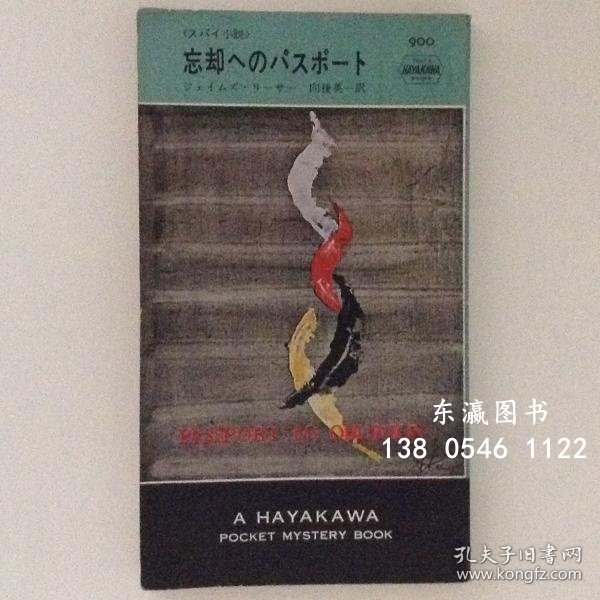 〈スパイ小説〉
900
忘却へのパスポート
HAYAKAWA
ジェイムズ・リーサー 向後英一訳
PASSPORT TO OBLIVION
东瀛图书
138 0546 1122
A HAYAKAWA
POCKET MYSTERY BOOK
孔夫子旧书网
www.kongfz.com